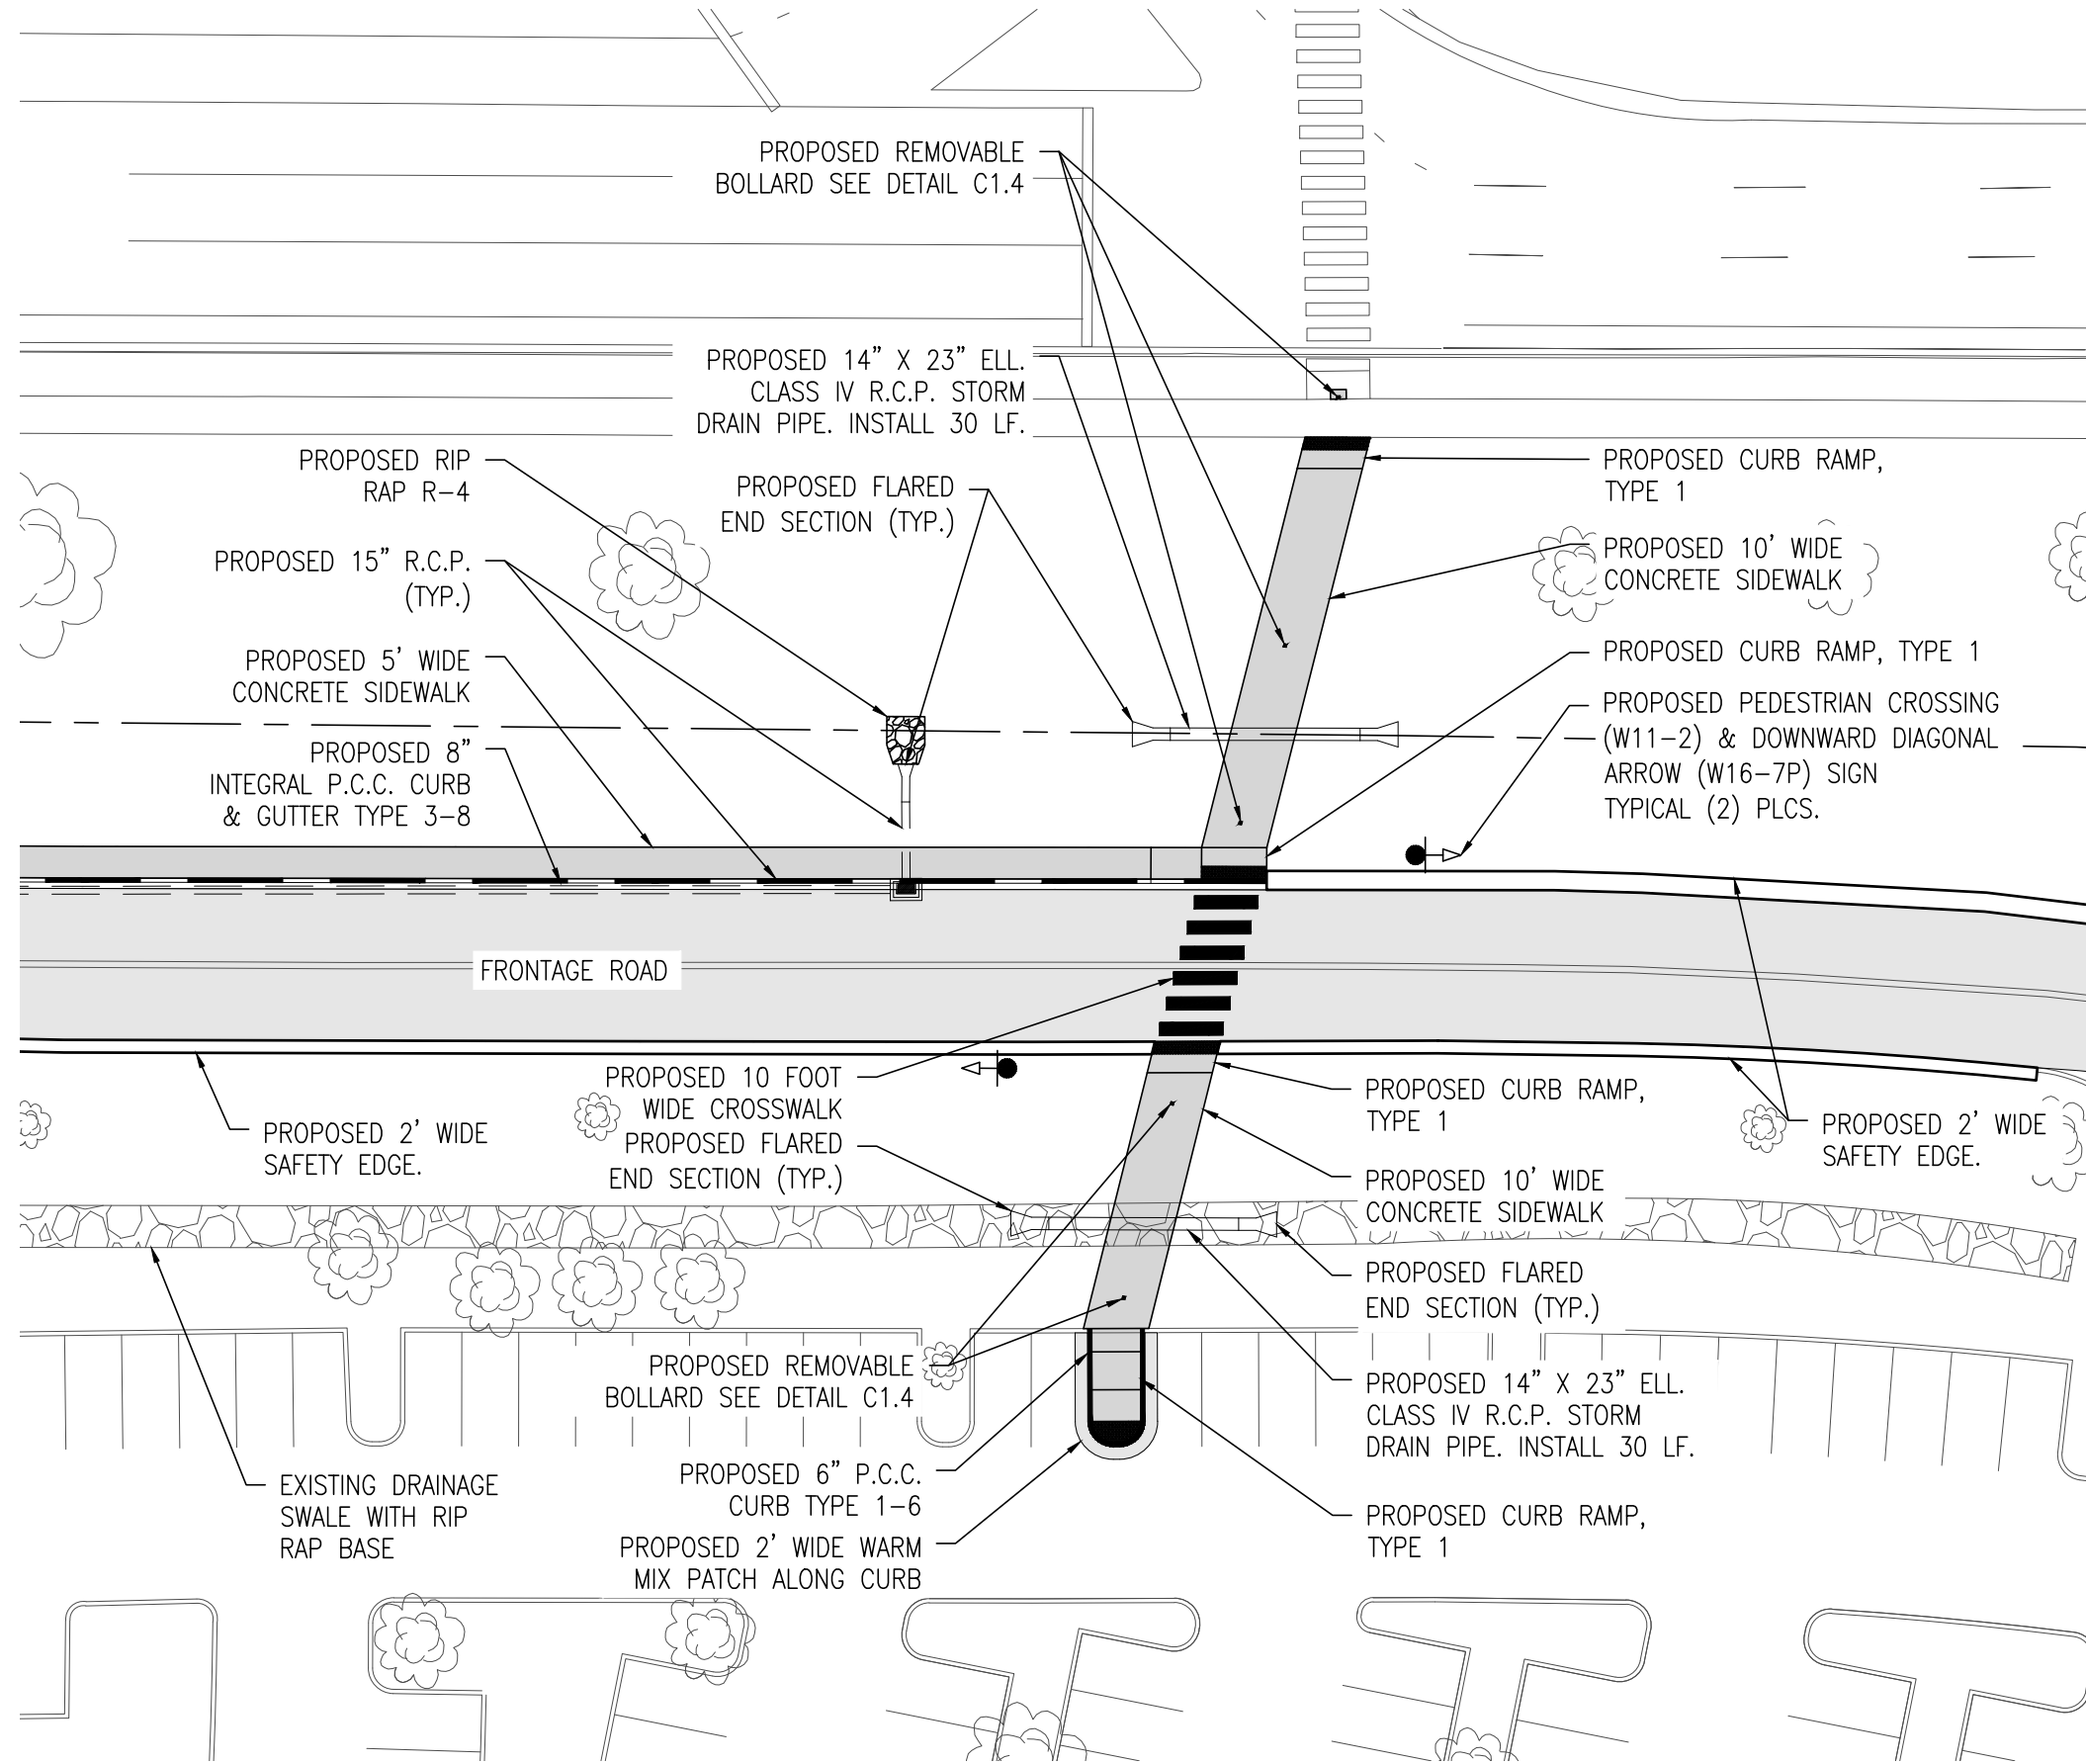 PROPOSED REMOVABLE
BOLLARD SEE DETAIL C1.4
PROPOSED 14” X 23” ELL.
CLASS IV R.C.P. STORM
DRAIN PIPE. INSTALL 30 LF.
PROPOSED RIP
RAP R-4
PROPOSED FLARED
END SECTION (TYP.)
PROPOSED CURB RAMP,
TYPE 1
PROPOSED 15” R.C.P.
(TYP.)
PROPOSED 10’ WIDE
CONCRETE SIDEWALK
PROPOSED 5’ WIDE
CONCRETE SIDEWALK
PROPOSED CURB RAMP, TYPE 1
PROPOSED PEDESTRIAN CROSSING
(W11-2) & DOWNWARD DIAGONAL
ARROW (W16-7P) SIGN
TYPICAL (2) PLCS.
PROPOSED 8”
INTEGRAL P.C.C. CURB
& GUTTER TYPE 3-8
FRONTAGE ROAD
PROPOSED 10 FOOT
WIDE CROSSWALK
PROPOSED FLARED
END SECTION (TYP.)
PROPOSED CURB RAMP,
TYPE 1
PROPOSED 2’ WIDE
SAFETY EDGE.
PROPOSED 2’ WIDE
SAFETY EDGE.
PROPOSED 10’ WIDE
CONCRETE SIDEWALK
PROPOSED FLARED
END SECTION (TYP.)
PROPOSED REMOVABLE
BOLLARD SEE DETAIL C1.4
PROPOSED 14” X 23” ELL.
CLASS IV R.C.P. STORM
DRAIN PIPE. INSTALL 30 LF.
EXISTING DRAINAGE
SWALE WITH RIP
RAP BASE
PROPOSED 6” P.C.C.
CURB TYPE 1-6
PROPOSED CURB RAMP,
TYPE 1
PROPOSED 2’ WIDE WARM
MIX PATCH ALONG CURB